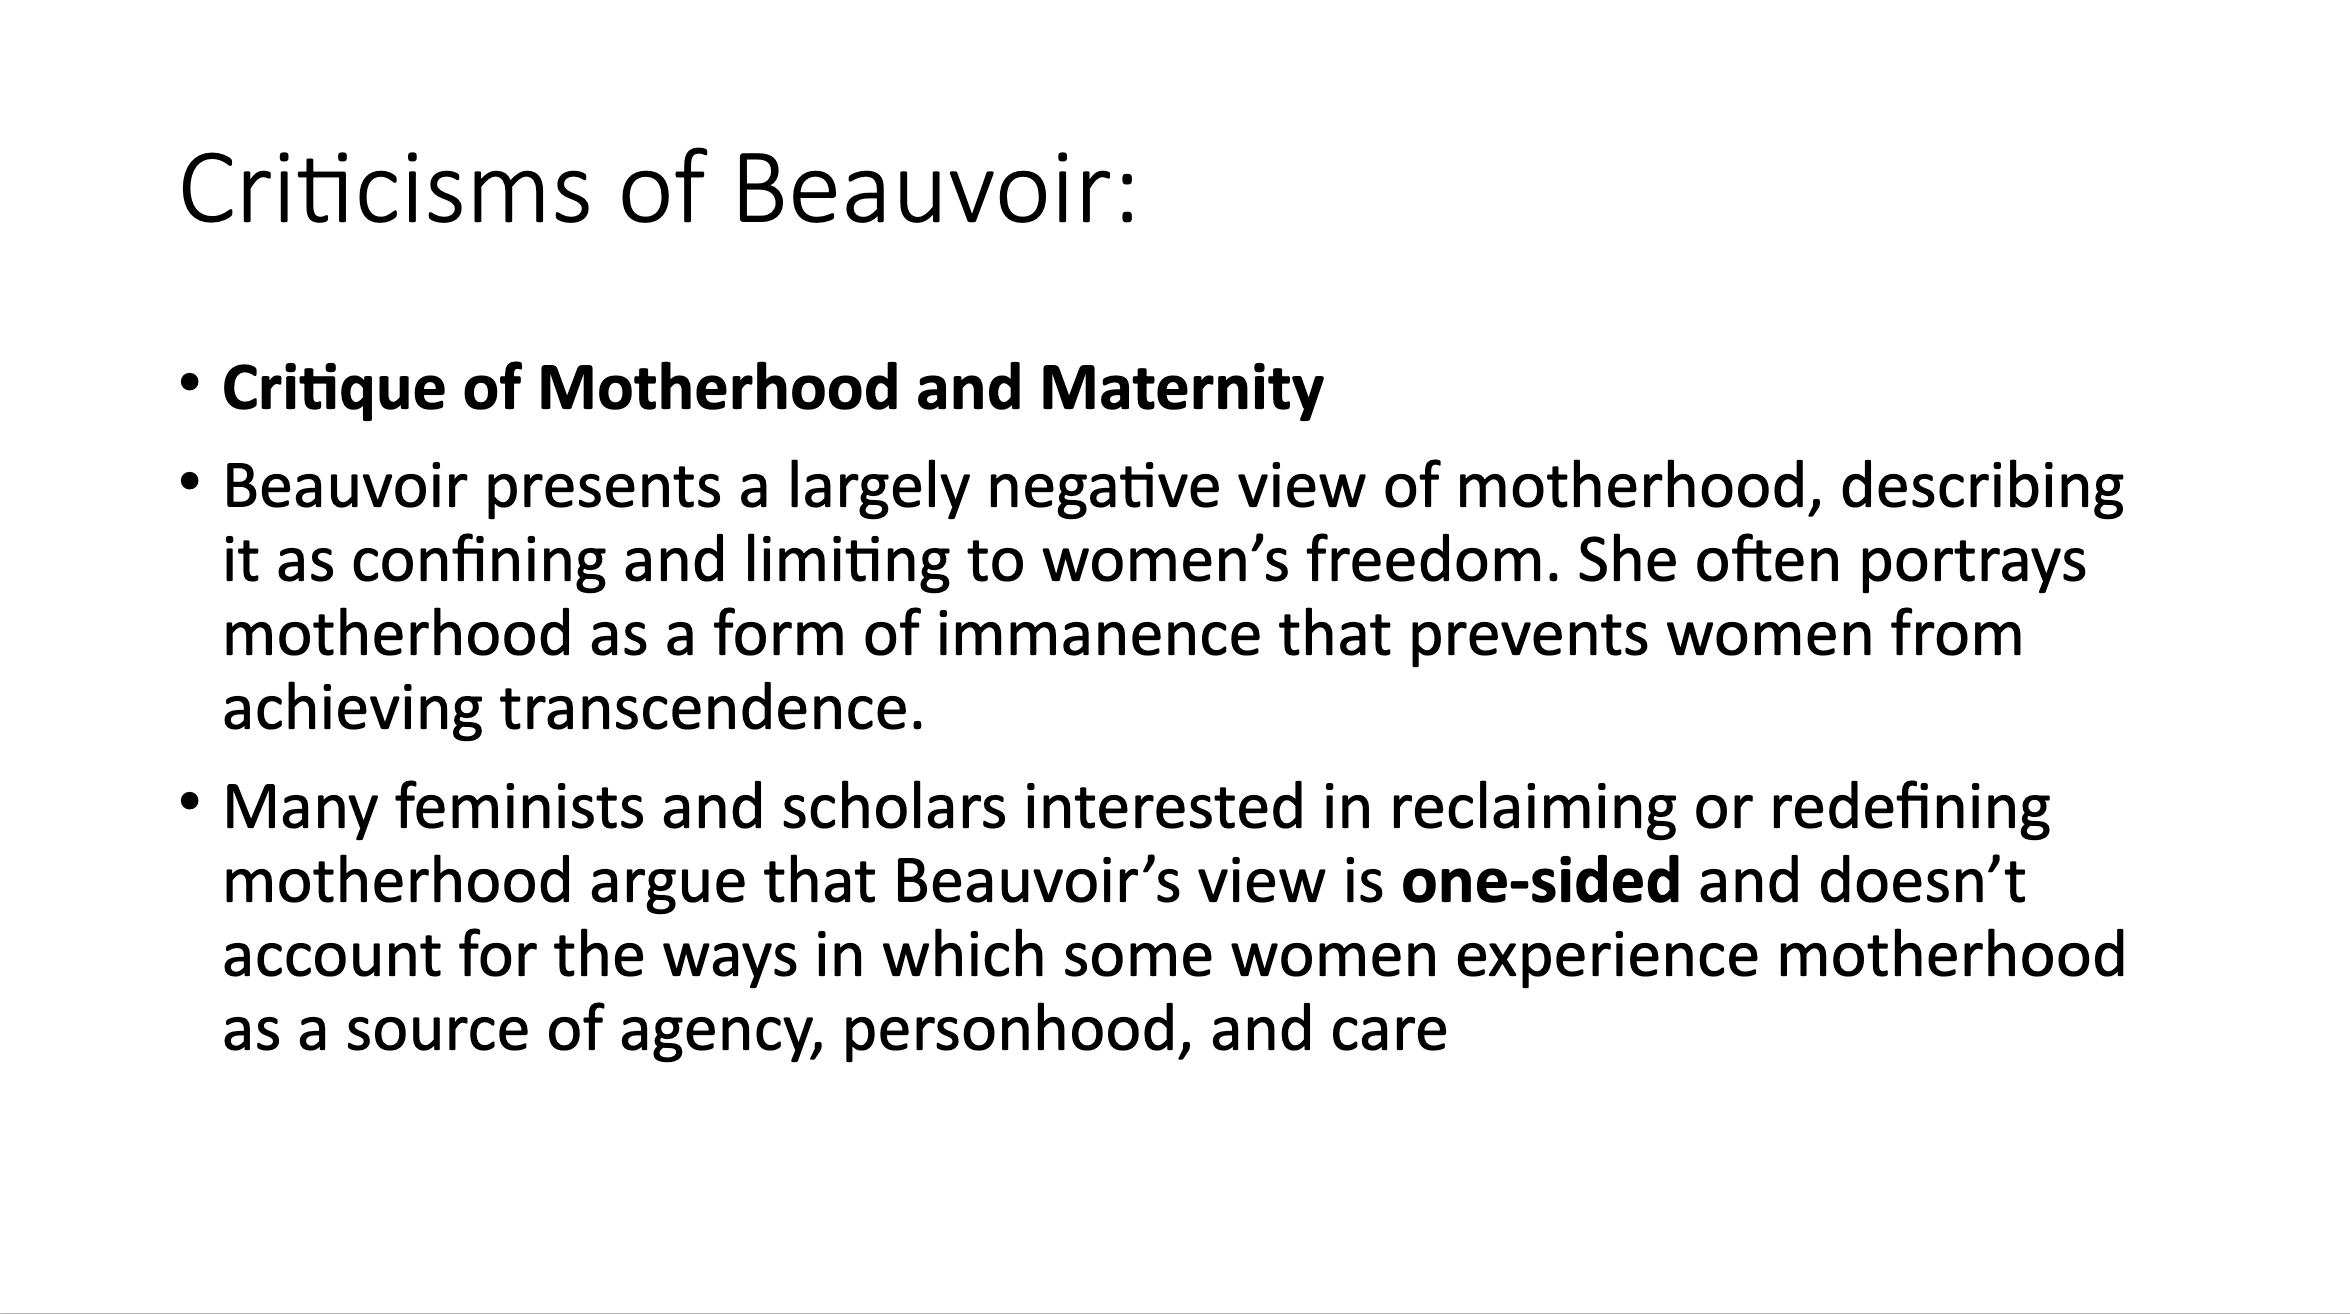 Criticisms of Beauvoir:
• Critique of Motherhood and Maternity
• Beauvoir presents a largely negative view of motherhood, describing
it as confining and limiting to women’s freedom. She often portrays
motherhood as a form of immanence that prevents women from
achieving transcendence.
• Many feminists and scholars interested in reclaiming or redefining
motherhood argue that Beauvoir’s view is one-sided and doesn’t
account for the ways in which some women experience motherhood
as a source of agency, personhood, and care